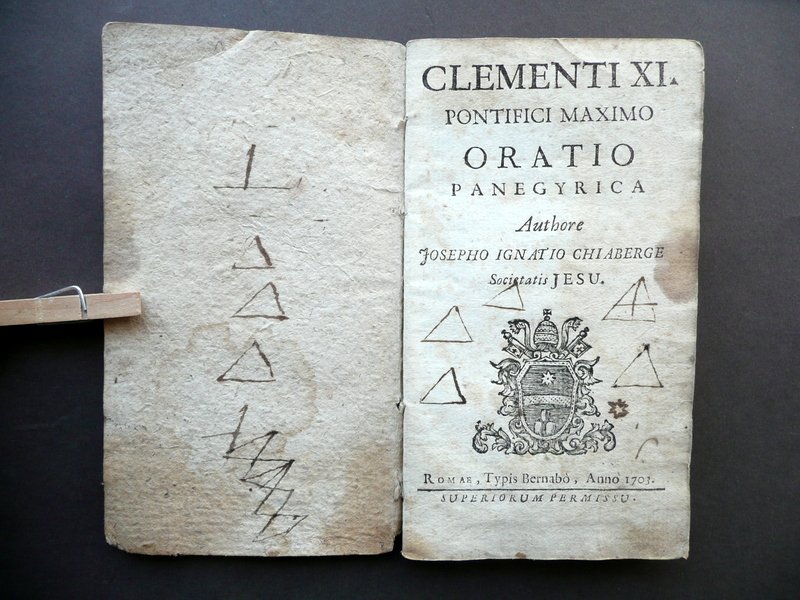 CLEMENTI XI.
PONTIFICI MAXIMO
ORATIO
PANEGYRICA
Authore
JOSEPHO IGNATIO CHIABERGE
Societatis JESU.
ROMAE, Typis Bernabò, Anno 1703.
SUPERIORUM PERMISSU.